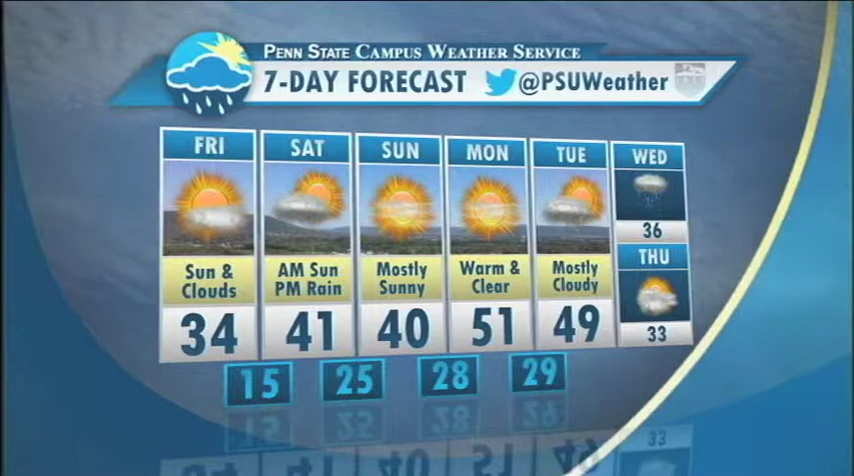 PENN STATE CAMPUS WEATHER SERVICE
7-DAY FORECAST @PSUWeather
FRI
Sun &
Clouds
34
SAT
AM Sun
PM Rain
41
SUN
Mostly
Sunny
40
MON
Warm &
Clear
51
TUE
Mostly
Cloudy
49
WED
36
THU
33
15
25
28
29